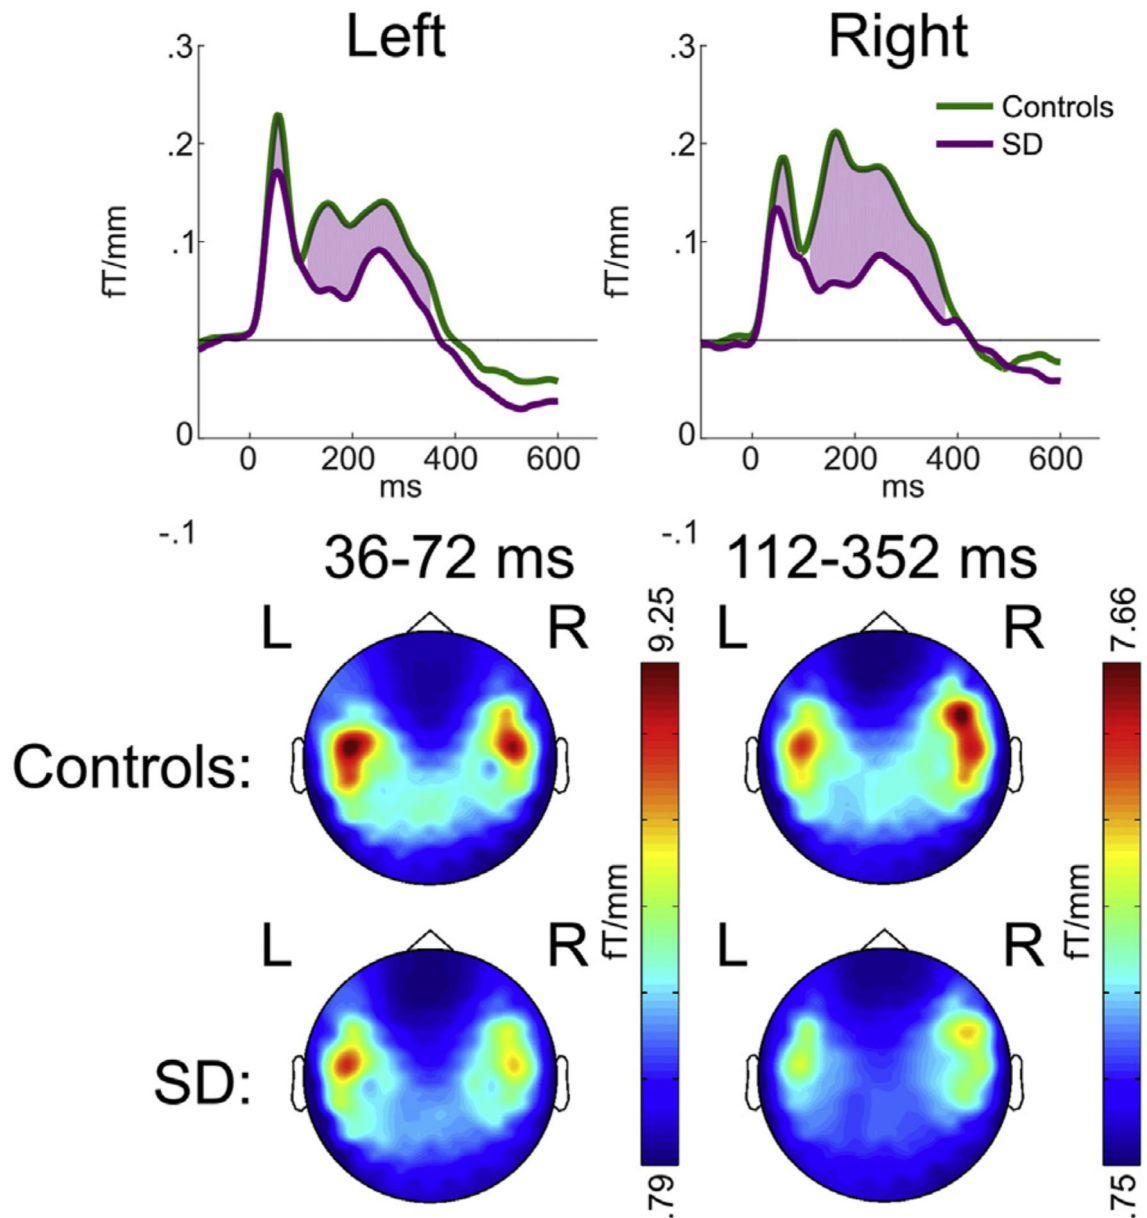 Left
Right
.3
.2
.1
0
-.1
fT/mm
0 200 400 600
ms
.3
.2
.1
0
-.1
fT/mm
0 200 400 600
ms
Controls
SD
36-72 ms
112-352 ms
L R
L R
Controls:
L R
L R
SD:
9.25
fT/mm
.79
7.66
fT/mm
.75